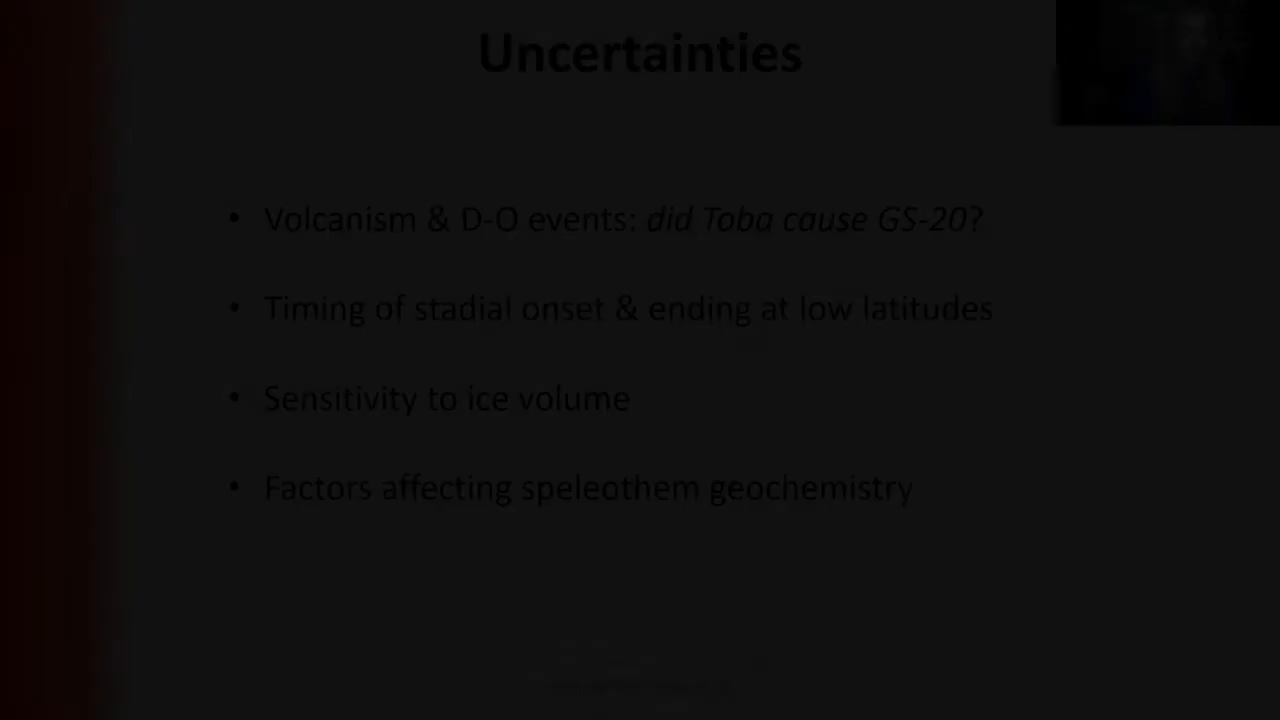 Uncertainties
• Volcanism & D-O events: did Toba cause GS-20?
• Timing of stadial onset & ending at low latitudes
• Sensitivity to ice volume
• Factors affecting speleothem geochemistry